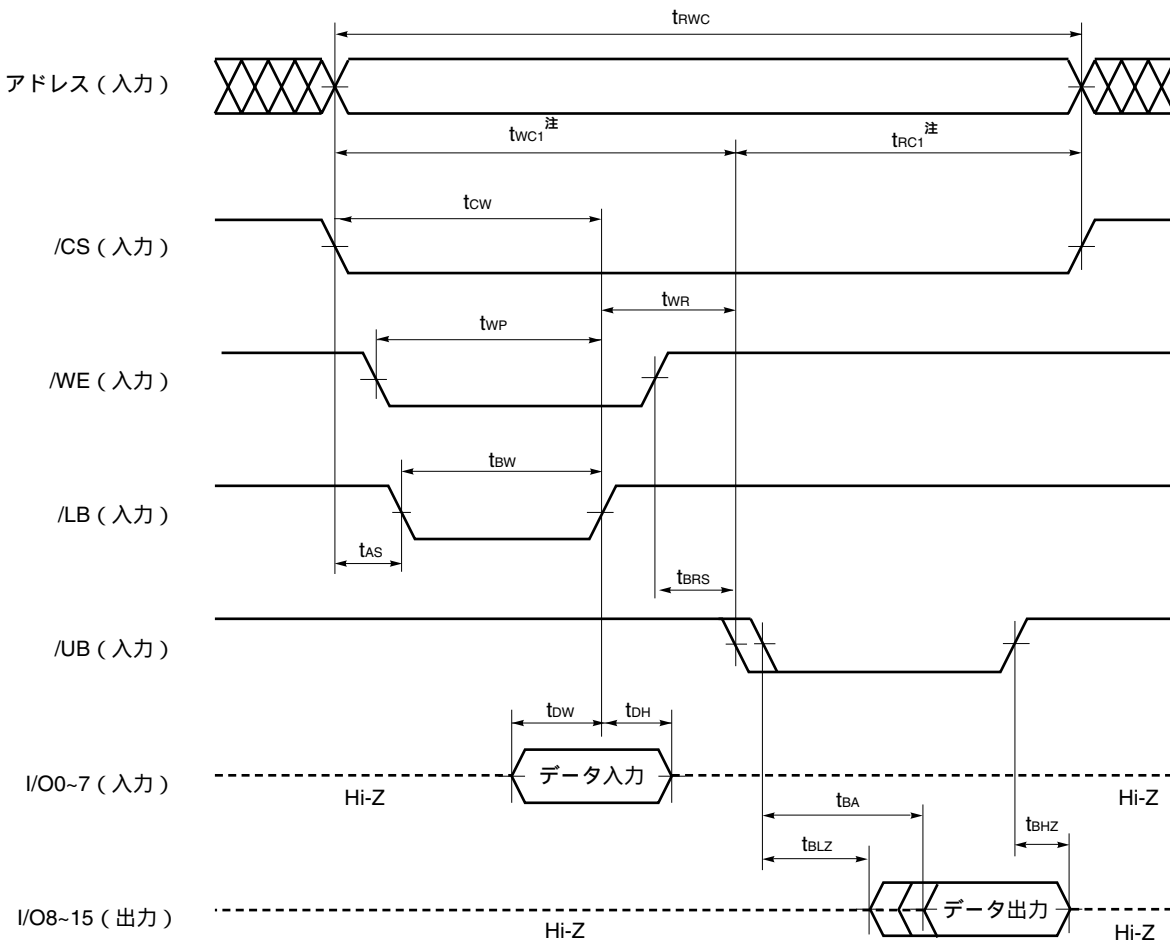 tRWC
アドレス（入力）
tWC1注
tRC1注
tCW
/CS（入力）
tWR
tWP
/WE（入力）
tBW
/LB（入力）
tAS
tBRS
/UB（入力）
tDW
tDH
データ入力
I/O0~7（入力）
Hi-Z
Hi-Z
tBA
tBHZ
tBLZ
データ出力
I/O8~15（出力）
Hi-Z
Hi-Z